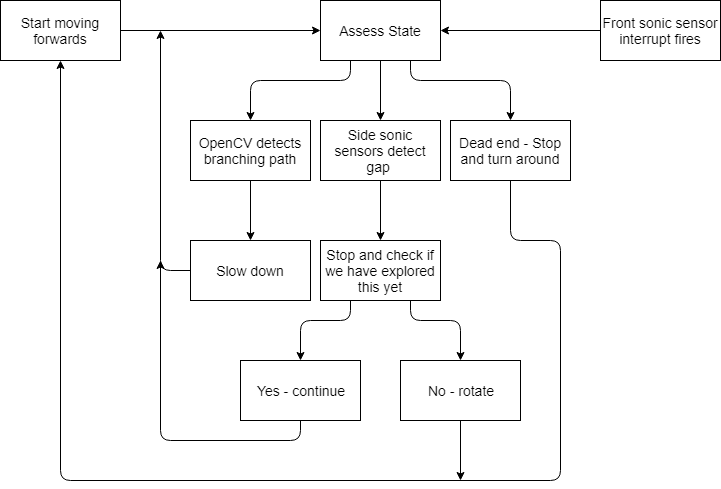 Start moving
forwards
Assess State
Front sonic sensor
interrupt fires
OpenCV detects
branching path
Side sonic
sensors detect
gap
Dead end - Stop
and turn around
Slow down
Stop and check if
we have explored
this yet
Yes - continue
No - rotate